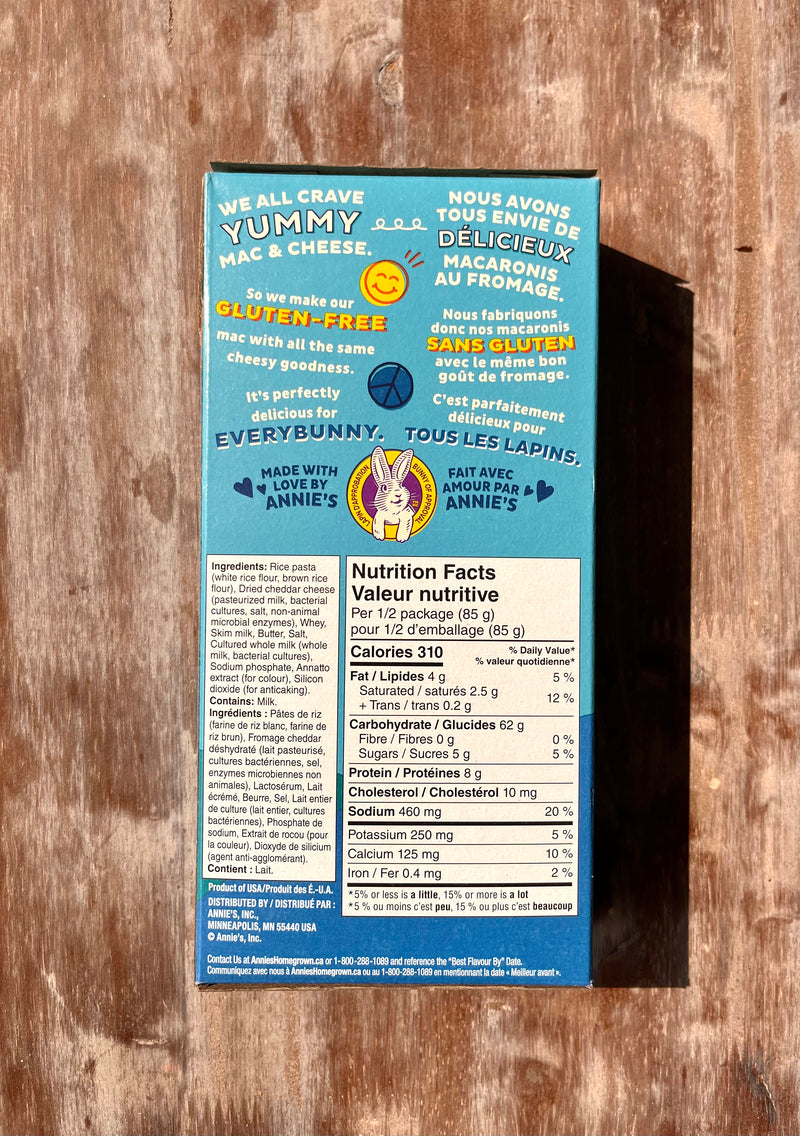 WE ALL CRAVE
YUMMY
MAC & CHEESE.
So we make our
GLUTEN-FREE
mac with all the same
cheesy goodness.
It's perfectly
delicious for
EVERYBUNNY.
NOUS AVONS
TOUS ENVIE DE
DÉLICIEUX
MACARONIS
AU FROMAGE.
Nous fabriquons
donc nos macaronis
SANS GLUTEN
avec le même bon
goût de fromage.
C'est parfaitement
délicieux pour
TOUS LES LAPINS.
MADE WITH
LOVE BY
ANNIE'S
LAPIN D'APPROBATION
BUNNY OF APPROVAL
FAIT AVEC
AMOUR PAR
ANNIE'S
Ingredients: Rice pasta
(white rice flour, brown rice
flour), Dried cheddar cheese
(pasteurized milk, bacterial
cultures, salt, non-animal
microbial enzymes), Whey,
Skim milk, Butter, Salt,
Cultured whole milk (whole
milk, bacterial cultures),
Sodium phosphate, Annatto
extract (for colour), Silicon
dioxide (for anticaking).
Contains: Milk.
Ingrédients : Pâtes de riz
(farine de riz blanc, farine de
riz brun), Fromage cheddar
déshydraté (lait pasteurisé,
cultures bactériennes, sel,
enzymes microbiennes non
animales), Lactosérum, Lait
écrémé, Beurre, Sel, Lait entier
de culture (lait entier, cultures
bactériennes), Phosphate de
sodium, Extrait de rocou (pour
la couleur), Dioxyde de silicium
(agent anti-agglomérant).
Contient : Lait.
Nutrition Facts
Valeur nutritive
Per 1/2 package (85 g)
pour 1/2 d'emballage (85 g)
Calories 310
% Daily Value*
% valeur quotidienne*
Fat / Lipides 4 g 5 %
Saturated / saturés 2.5 g
+ Trans / trans 0.2 g 12 %
Carbohydrate / Glucides 62 g
Fibre / Fibres 0 g 0 %
Sugars / Sucres 5 g 5 %
Protein / Protéines 8 g
Cholesterol / Cholestérol 10 mg
Sodium 460 mg 20 %
Potassium 250 mg 5 %
Calcium 125 mg 10 %
Iron / Fer 0.4 mg 2 %
*5% or less is a little, 15% or more is a lot
*5 % ou moins c'est peu, 15 % ou plus c'est beaucoup
Product of USA/Produit des É.-U.A.
DISTRIBUTED BY / DISTRIBUÉ PAR :
ANNIE'S, INC.,
MINNEAPOLIS, MN 55440 USA
© Annie's, Inc.
Contact Us at AnniesHomegrown.ca or 1-800-288-1089 and reference the "Best Flavour By" Date.
Communiquez avec nous à AnniesHomegrown.ca ou au 1-800-288-1089 en mentionnant la date « Meilleur avant ».